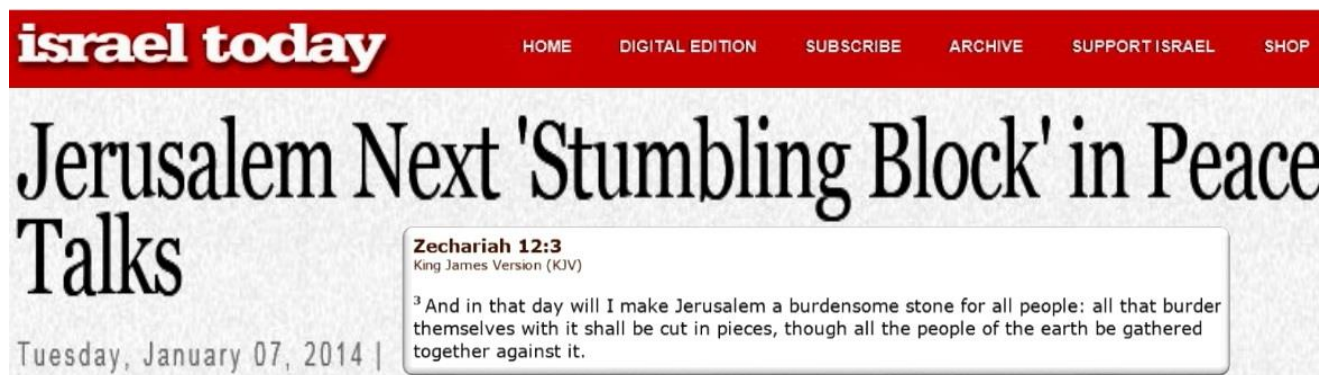 israel today
HOME DIGITAL EDITION SUBSCRIBE ARCHIVE SUPPORT ISRAEL SHOP
Jerusalem Next 'Stumbling Block' in Peace
Talks
Zechariah 12:3
King James Version (KJV)
3 And in that day will I make Jerusalem a burdensome stone for all people: all that burder
themselves with it shall be cut in pieces, though all the people of the earth be gathered
together against it.
Tuesday, January 07, 2014 |